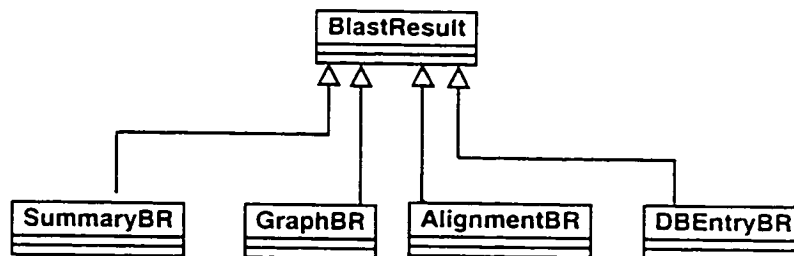 BlastResult
SummaryBR
GraphBR
AlignmentBR
DBEntryBR